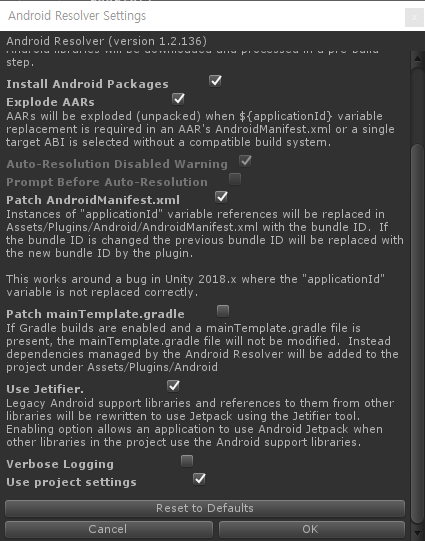 Android Resolver Settings
x
Android Resolver (version 1.2.136)
Android libraries will be downloaded and processed in a pre-build
step.
Install Android Packages
Explode AARs
AARs will be exploded (unpacked) when ${applicationId} variable
replacement is required in an AAR's AndroidManifest.xml or a single
target ABI is selected without a compatible build system.
Auto-Resolution Disabled Warning
Prompt Before Auto-Resolution
Patch AndroidManifest.xml
Instances of "applicationId" variable references will be replaced in
Assets/Plugins/Android/AndroidManifest.xml with the bundle ID.  If
the bundle ID is changed the previous bundle ID will be replaced with
the new bundle ID by the plugin.
This works around a bug in Unity 2018.x where the "applicationId"
variable is not replaced correctly.
Patch mainTemplate.gradle
If Gradle builds are enabled and a mainTemplate.gradle file is
present, the mainTemplate.gradle file will not be modified.  Instead
dependencies managed by the Android Resolver will be added to the
project under Assets/Plugins/Android
Use Jetifier.
Legacy Android support libraries and references to them from other
libraries will be rewritten to use Jetpack using the Jetifier tool.
Enabling option allows an application to use Android Jetpack when
other libraries in the project use the Android support libraries.
Verbose Logging
Use project settings
Reset to Defaults
Cancel OK